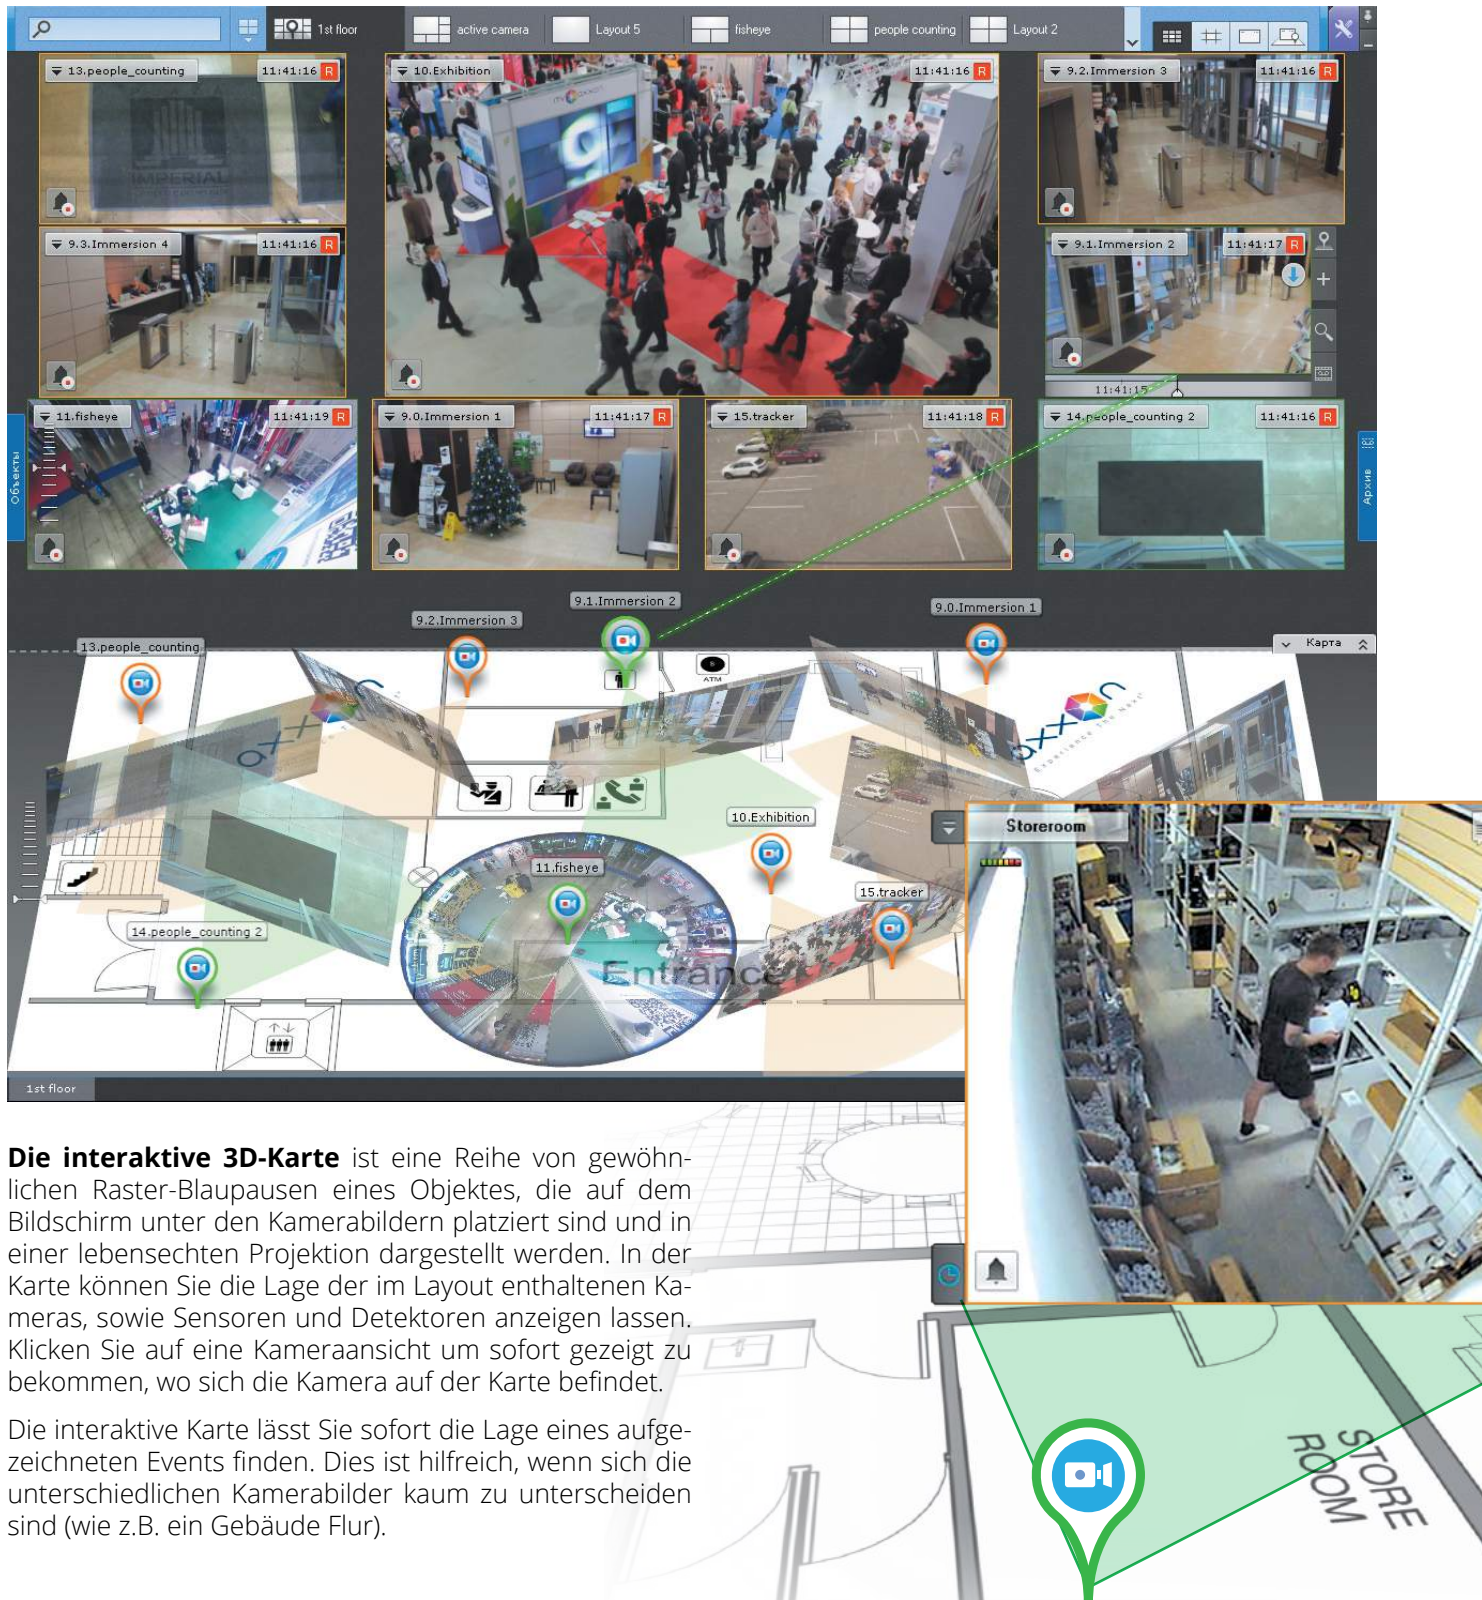 1st floor
active camera
Layout 5
fisheye
people counting
Layout 2
13.people_counting
11:41:16 R
10.Exhibition
11:41:16 R
9.2.Immersion 3
11:41:16 R
IMPERIAL
9.3.Immersion 4
11:41:16 R
9.1.Immersion 2
11:41:17 R
11:41:15
11.fisheye
11:41:19 R
9.0.Immersion 1
11:41:17 R
15.tracker
11:41:18 R
14.people_counting 2
11:41:16 R
Объекты
Архив
9.1.Immersion 2
9.2.Immersion 3
9.0.Immersion 1
13.people_counting
Карта
ATM
axxon
axxon
Experience the Next
10.Exhibition
11.fisheye
15.tracker
14.people_counting 2
Entrance
1st floor
Storeroom
Die interaktive 3D-Karte ist eine Reihe von gewöhn-
lichen Raster-Blaupausen eines Objektes, die auf dem
Bildschirm unter den Kamerabildern platziert sind und in
einer lebensechten Projektion dargestellt werden. In der
Karte können Sie die Lage der im Layout enthaltenen Ka-
meras, sowie Sensoren und Detektoren anzeigen lassen.
Klicken Sie auf eine Kameraansicht um sofort gezeigt zu
bekommen, wo sich die Kamera auf der Karte befindet.
Die interaktive Karte lässt Sie sofort die Lage eines aufge-
zeichneten Events finden. Dies ist hilfreich, wenn sich die
unterschiedlichen Kamerabilder kaum zu unterscheiden
sind (wie z.B. ein Gebäude Flur).
STORE
ROOM